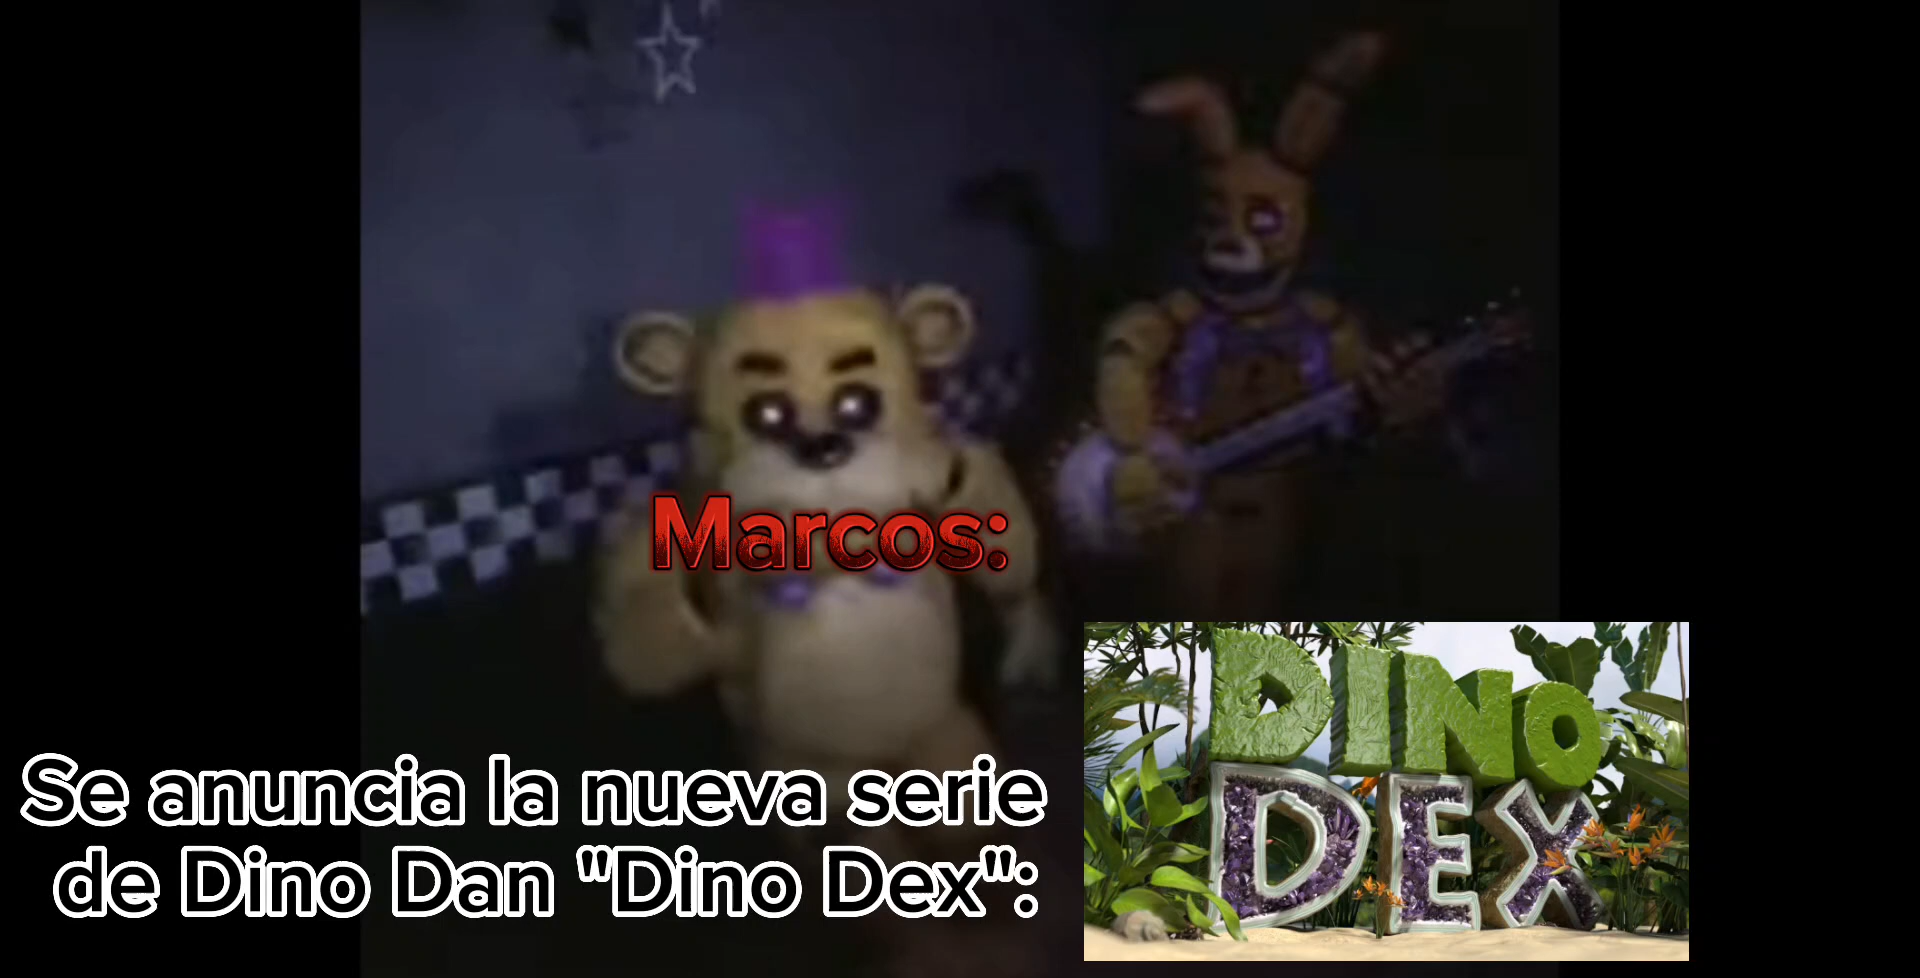 Marcos:
Se anuncia la nueva serie
de Dino Dan "Dino Dex":
DINO
DEX